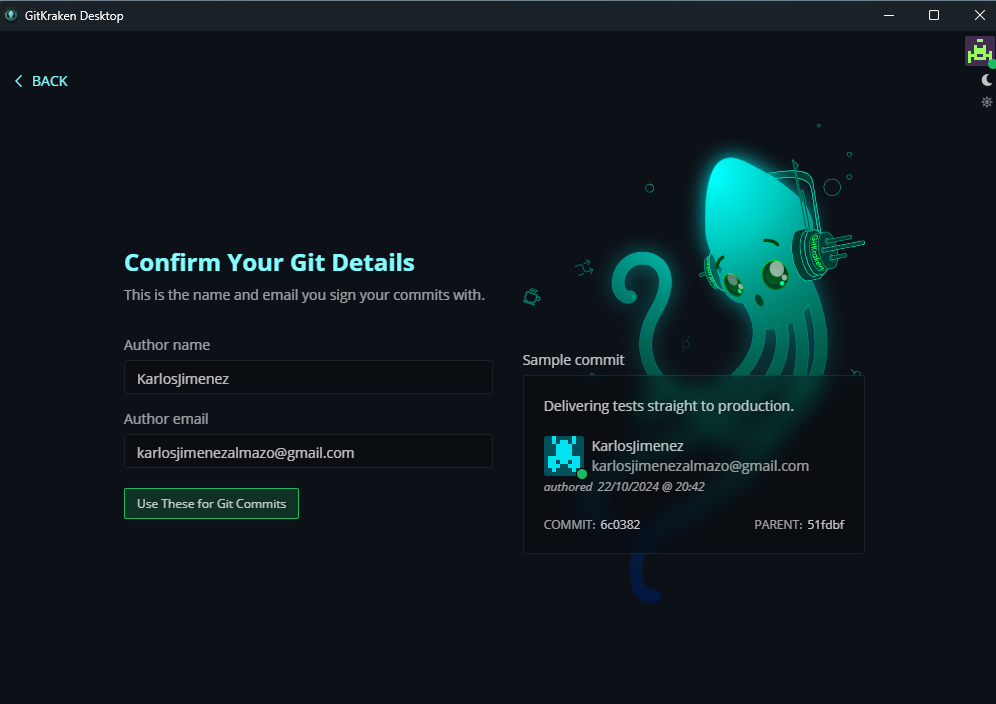 GitKraken Desktop
BACK
Confirm Your Git Details
This is the name and email you sign your commits with.
Author name
KarlosJimenez
Author email
karlosjimenezalmazo@gmail.com
Use These for Git Commits
GitKraken
Sample commit
Delivering tests straight to production.
KarlosJimenez
karlosjimenezalmazo@gmail.com
authored 22/10/2024 @ 20:42
COMMIT: 6c0382
PARENT: 51fdbf